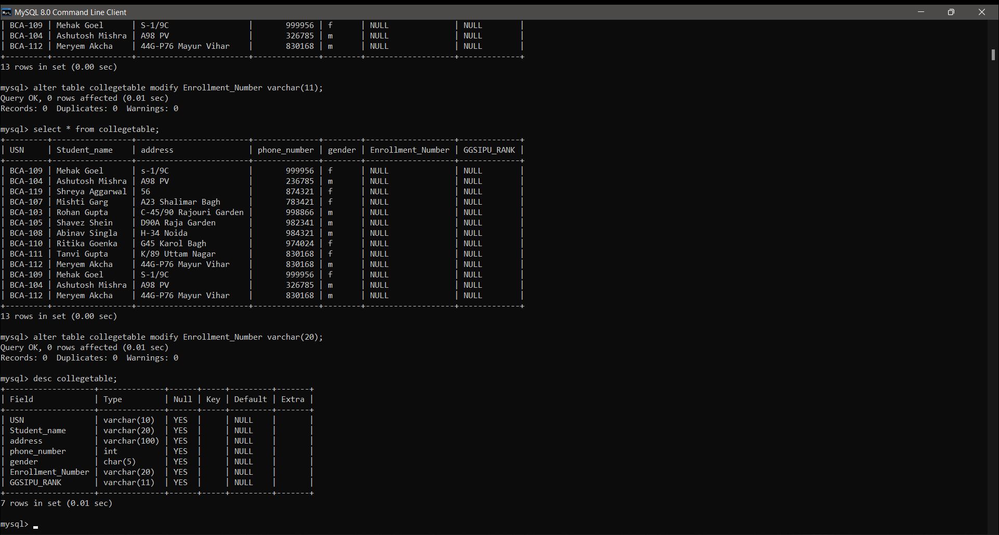 MySQL 8.0 Command Line Client
| BCA-109 | Mehak Goel      | S-1/9C                 |       999956 | f      | NULL              | NULL        |
| BCA-104 | Ashutosh Mishra | A98 PV                 |       326785 | m      | NULL              | NULL        |
| BCA-112 | Meryem Akcha    | 44G-P76 Mayur Vihar    |       830168 | m      | NULL              | NULL        |
+---------+-----------------+------------------------+--------------+--------+-------------------+-------------+
13 rows in set (0.00 sec)
mysql> alter table collegetable modify Enrollment_Number varchar(11);
Query OK, 0 rows affected (0.01 sec)
Records: 0  Duplicates: 0  Warnings: 0
mysql> select * from collegetable;
+---------+-----------------+------------------------+--------------+--------+-------------------+-------------+
| USN     | Student_name    | address                | phone_number | gender | Enrollment_Number | GGSIPU_RANK |
+---------+-----------------+------------------------+--------------+--------+-------------------+-------------+
| BCA-109 | Mehak Goel      | s-1/9C                 |       999956 | f      | NULL              | NULL        |
| BCA-104 | Ashutosh Mishra | A98 PV                 |       236785 | m      | NULL              | NULL        |
| BCA-119 | Shreya Aggarwal | 56                     |       874321 | f      | NULL              | NULL        |
| BCA-107 | Mishti Garg     | A23 Shalimar Bagh      |       783421 | f      | NULL              | NULL        |
| BCA-103 | Rohan Gupta     | C-45/90 Rajouri Garden |       998866 | m      | NULL              | NULL        |
| BCA-105 | Shavez Shein    | D90A Raja Garden       |       982341 | m      | NULL              | NULL        |
| BCA-108 | Abinav Singla   | H-34 Noida             |       984321 | m      | NULL              | NULL        |
| BCA-110 | Ritika Goenka   | G45 Karol Bagh         |       974024 | f      | NULL              | NULL        |
| BCA-111 | Tanvi Gupta     | K/89 Uttam Nagar       |       830168 | f      | NULL              | NULL        |
| BCA-112 | Meryem Akcha    | 44G-P76 Mayur Vihar    |       830168 | m      | NULL              | NULL        |
| BCA-109 | Mehak Goel      | S-1/9C                 |       999956 | f      | NULL              | NULL        |
| BCA-104 | Ashutosh Mishra | A98 PV                 |       326785 | m      | NULL              | NULL        |
| BCA-112 | Meryem Akcha    | 44G-P76 Mayur Vihar    |       830168 | m      | NULL              | NULL        |
+---------+-----------------+------------------------+--------------+--------+-------------------+-------------+
13 rows in set (0.00 sec)
mysql> alter table collegetable modify Enrollment_Number varchar(20);
Query OK, 0 rows affected (0.01 sec)
Records: 0  Duplicates: 0  Warnings: 0
mysql> desc collegetable;
+-------------------+--------------+------+-----+---------+-------+
| Field             | Type         | Null | Key | Default | Extra |
+-------------------+--------------+------+-----+---------+-------+
| USN               | varchar(10)  | YES  |     | NULL    |       |
| Student_name      | varchar(20)  | YES  |     | NULL    |       |
| address           | varchar(100) | YES  |     | NULL    |       |
| phone_number      | int          | YES  |     | NULL    |       |
| gender            | char(5)      | YES  |     | NULL    |       |
| Enrollment_Number | varchar(20)  | YES  |     | NULL    |       |
| GGSIPU_RANK       | varchar(11)  | YES  |     | NULL    |       |
+-------------------+--------------+------+-----+---------+-------+
7 rows in set (0.01 sec)
mysql>